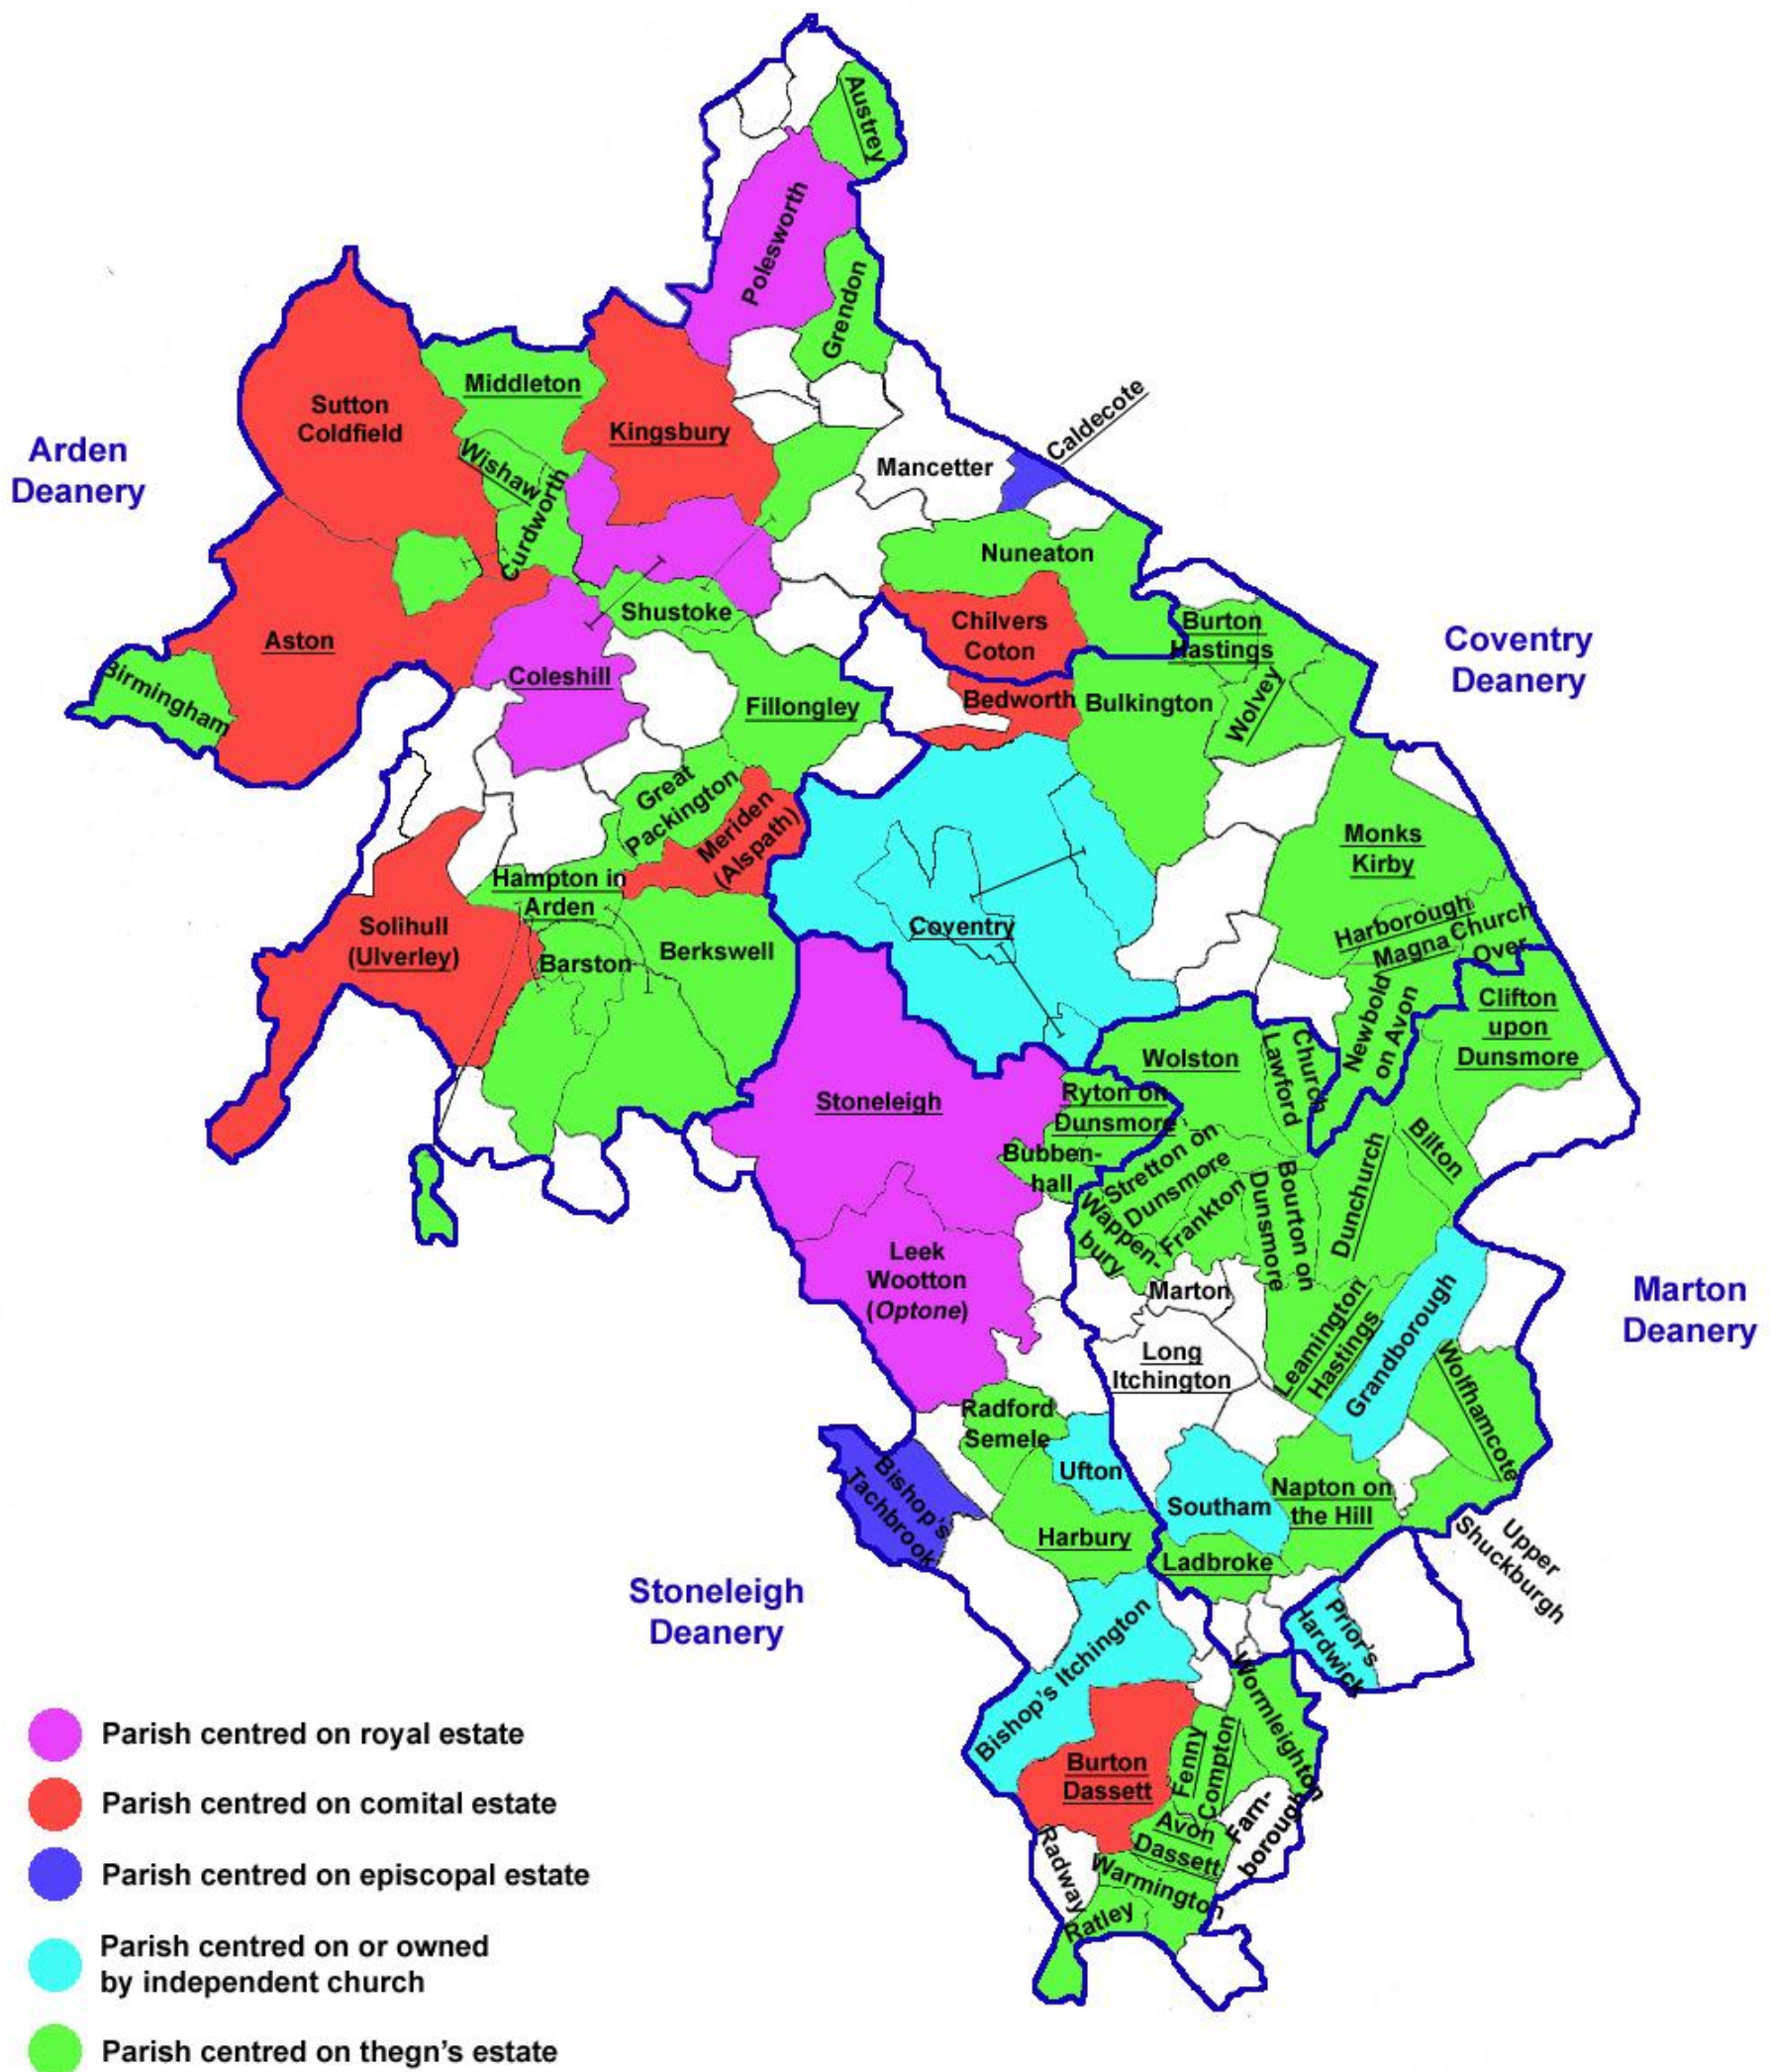 Austrey
Polesworth
Grendon
Arden
Deanery
Sutton
Coldfield
Middleton
Kingsbury
Wishaw
Curdworth
Mancetter
Caldecote
Nuneaton
Shustoke
Chilvers
Coton
Burton
Hastings
Coventry
Deanery
Aston
Birmingham
Coleshill
Fillongley
Bedworth
Bulkington
Wolvey
Great
Packington
Meriden
(Alspath)
Monks
Kirby
Hampton in
Arden
Solihull
(Ulverley)
Barston
Berkswell
Coventry
Harborough
Magna
Church
Over
Newbold
on Avon
Clifton
upon
Dunsmore
Wolston
Church
Lawford
Stoneleigh
Ryton on
Dunsmore
Bubben-
hall
Stretton on
Dunsmore
Wappen-
bury
Frankton
Bourton on
Dunsmore
Dunchurch
Bilton
Leek
Wootton
(Optone)
Marton
Long
Itchington
Leamington
Hastings
Grandborough
Marton
Deanery
Wolfhamcote
Radford
Semele
Ufton
Bishop's
Tachbrook
Southam
Napton on
the Hill
Harbury
Ladbroke
Upper
Shuckburgh
Stoneleigh
Deanery
Bishop's Itchington
Prior's
Hardwick
Wormleighton
Burton
Dassett
Fenny
Compton
Avon
Dassett
Farn-
borough
Radway
Warmington
Ratley
Parish centred on royal estate
Parish centred on comital estate
Parish centred on episcopal estate
Parish centred on or owned
by independent church
Parish centred on thegn's estate